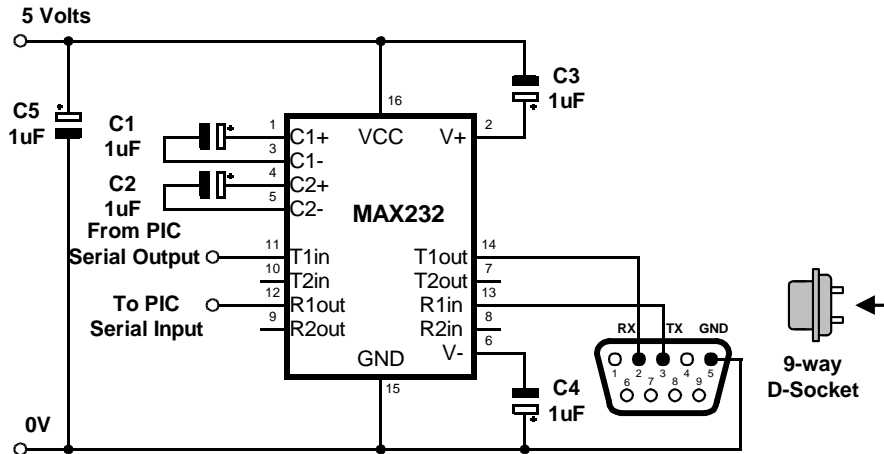 5 Volts
C5
1uF
C1
1uF
C2
1uF
From PIC
Serial Output
To PIC
Serial Input
0V
1
3
4
5
11
10
12
9
16
C1+
C1-
C2+
C2-
T1in
T2in
R1out
R2out
VCC
MAX232
GND
15
V+
T1out
T2out
R1in
R2in
V-
2
14
7
13
8
6
C3
1uF
C4
1uF
RX TX GND
1 2 3 4 5
6 7 8 9
9-way
D-Socket
+
+
+
+
+